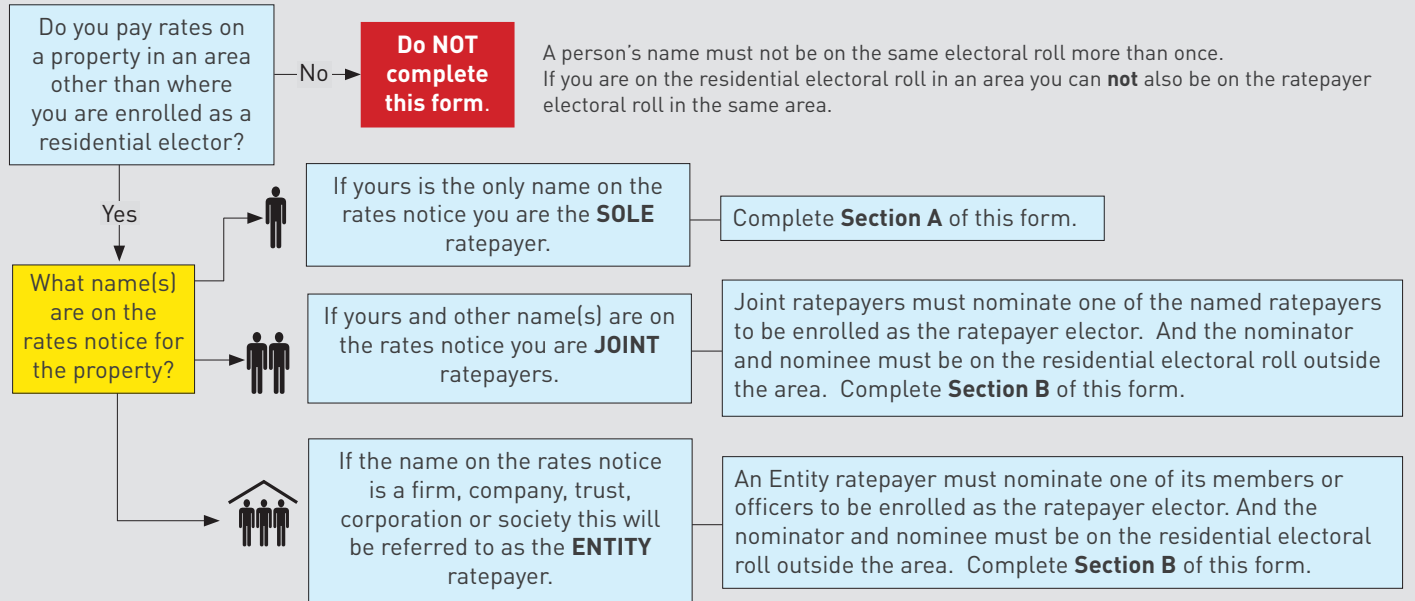 Do you pay rates on
a property in an area
other than where
you are enrolled as a
residential elector?
No
Do NOT
complete
this form.
A person's name must not be on the same electoral roll more than once.
If you are on the residential electoral roll in an area you can not also be on the ratepayer
electoral roll in the same area.
Yes
What name(s)
are on the
rates notice for
the property?
If yours is the only name on the
rates notice you are the SOLE
ratepayer.
Complete Section A of this form.
If yours and other name(s) are on
the rates notice you are JOINT
ratepayers.
Joint ratepayers must nominate one of the named ratepayers
to be enrolled as the ratepayer elector. And the nominator
and nominee must be on the residential electoral roll outside
the area. Complete Section B of this form.
If the name on the rates notice
is a firm, company, trust,
corporation or society this will
be referred to as the ENTITY
ratepayer.
An Entity ratepayer must nominate one of its members or
officers to be enrolled as the ratepayer elector. And the
nominator and nominee must be on the residential electoral
roll outside the area. Complete Section B of this form.